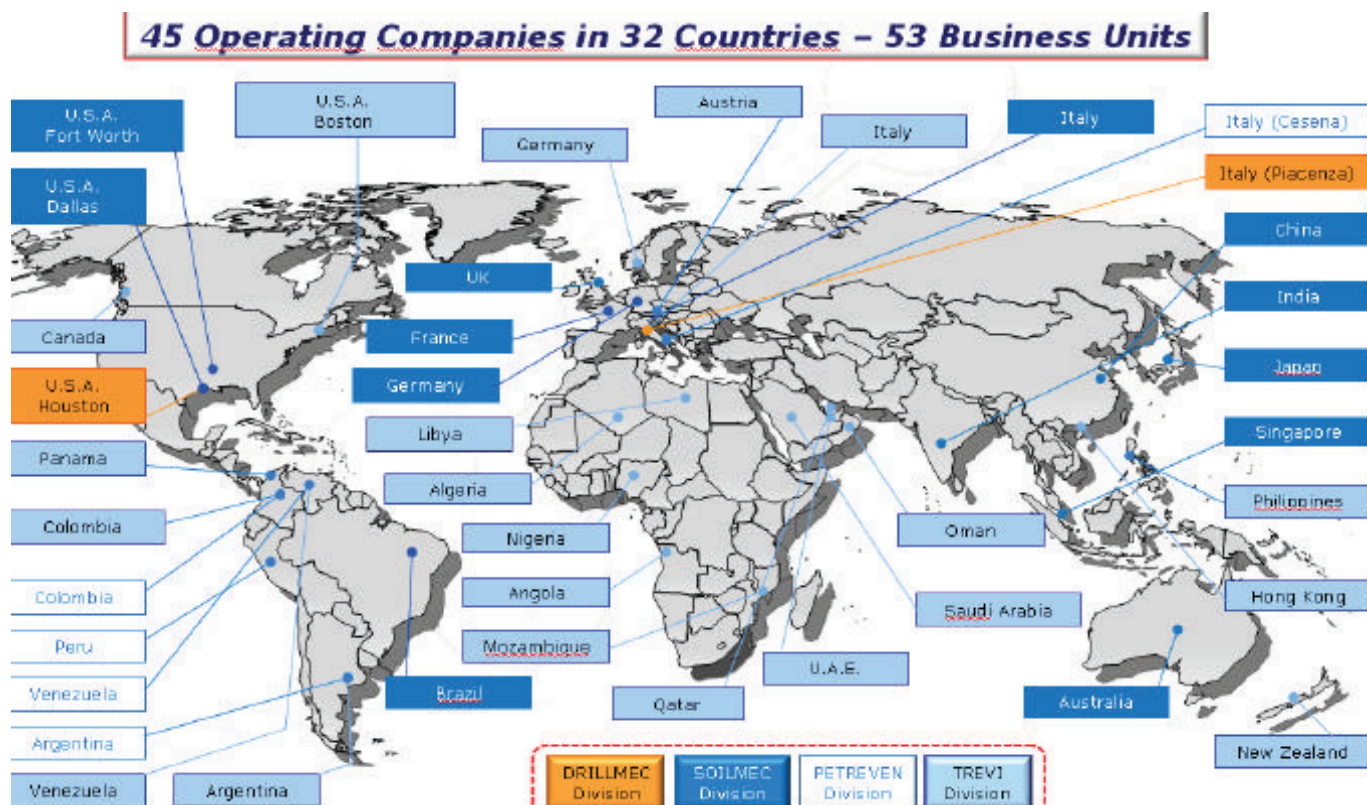 45 Operating Companies in 32 Countries – 53 Business Units
U.S.A.
Fort Worth
U.S.A.
Boston
Austria
Italy
Italy
Italy (Cesena)
Germany
Italy (Piacenza)
U.S.A.
Dallas
China
UK
India
Canada
France
Japan
U.S.A.
Houston
Germany
Libya
Singapore
Panama
Algeria
Philippines
Colombia
Nigeria
Oman
Colombia
Angola
Saudi Arabia
Hong Kong
Peru
Mozambique
U.A.E.
Venezuela
Brazil
Qatar
Australia
Argentina
New Zealand
Venezuela
Argentina
DRILLMEC
Division
SOILMEC
Division
PETREVEN
Division
TREVI
Division